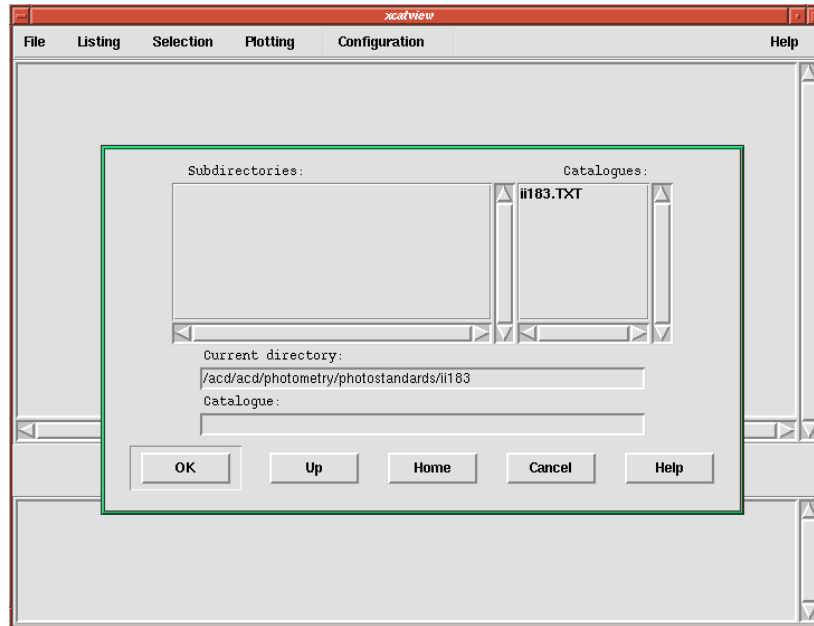 xcatview
File Listing Selection Plotting Configuration Help
Subdirectories: Catalogues:
ii183.TXT
Current directory:
/acd/acd/photometry/photostandards/ii183
Catalogue:
OK Up Home Cancel Help